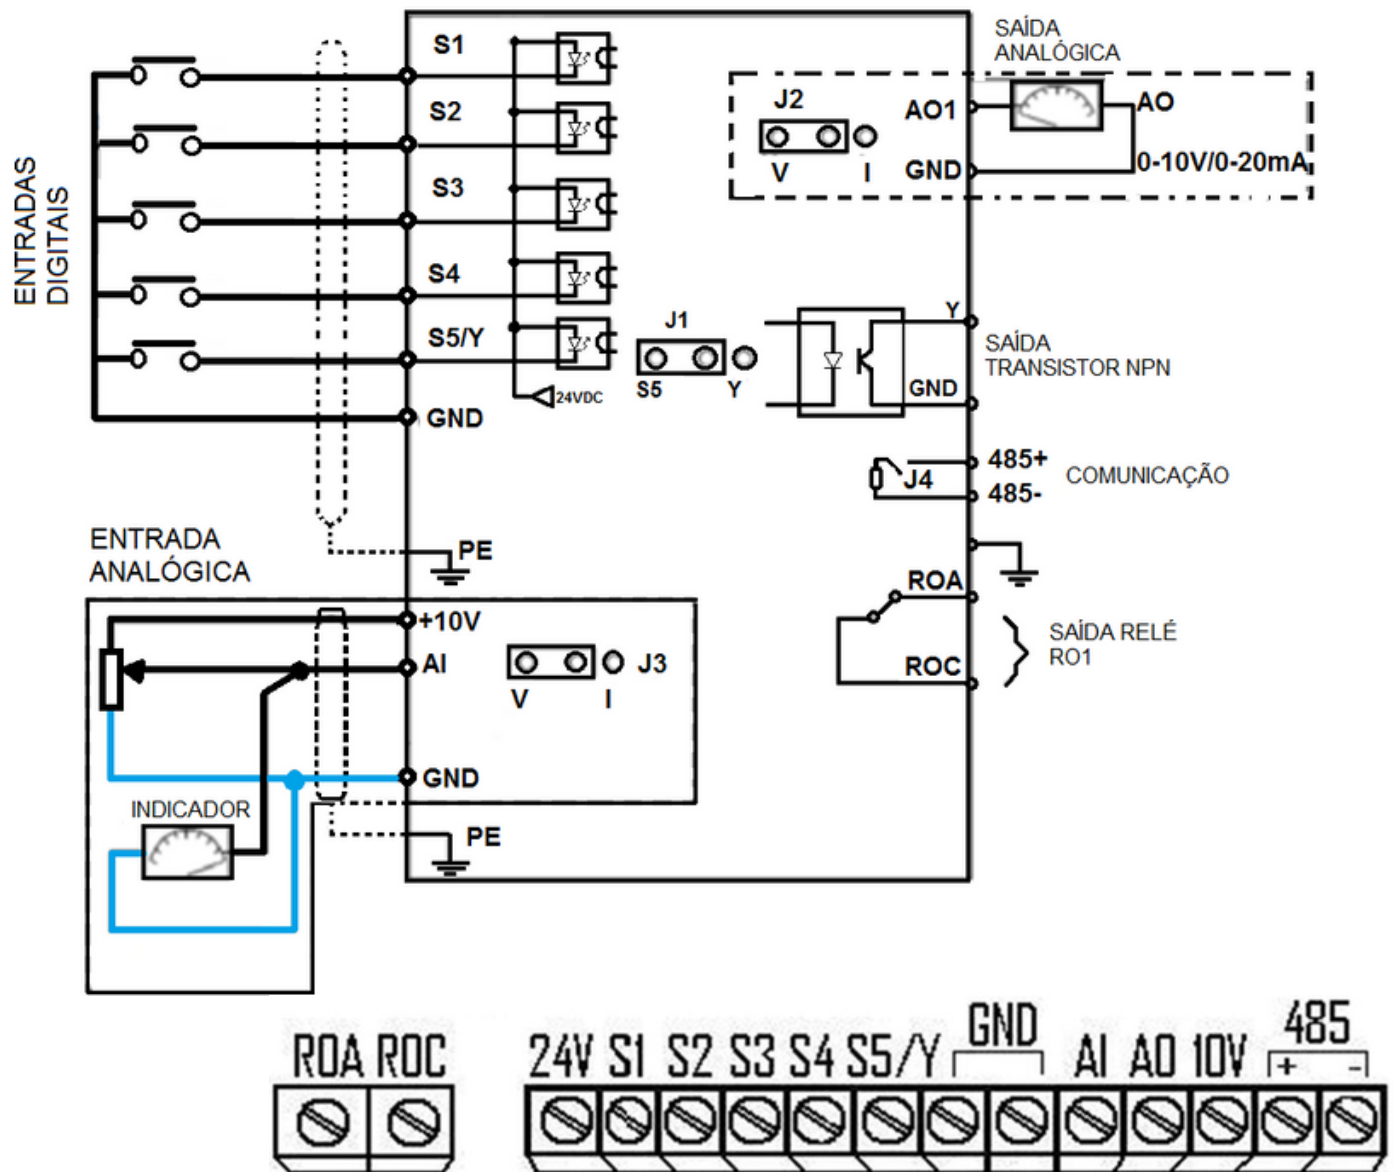 ENTRADAS
DIGITAIS
S1
S2
S3
S4
S5/Y
GND
24VDC
PE
J1
S5
Y
J2
V
I
AO1
GND
SAÍDA
ANALÓGICA
AO
0-10V/0-20mA
Y
GND
SAÍDA
TRANSISTOR NPN
J4
485+
485-
COMUNICAÇÃO
ROA
ROC
SAÍDA RELÉ
RO1
ENTRADA
ANALÓGICA
+10V
AI
GND
J3
V
I
INDICADOR
PE
ROA ROC
24V S1 S2 S3 S4 S5/Y GND AI AO 10V 485
+ -